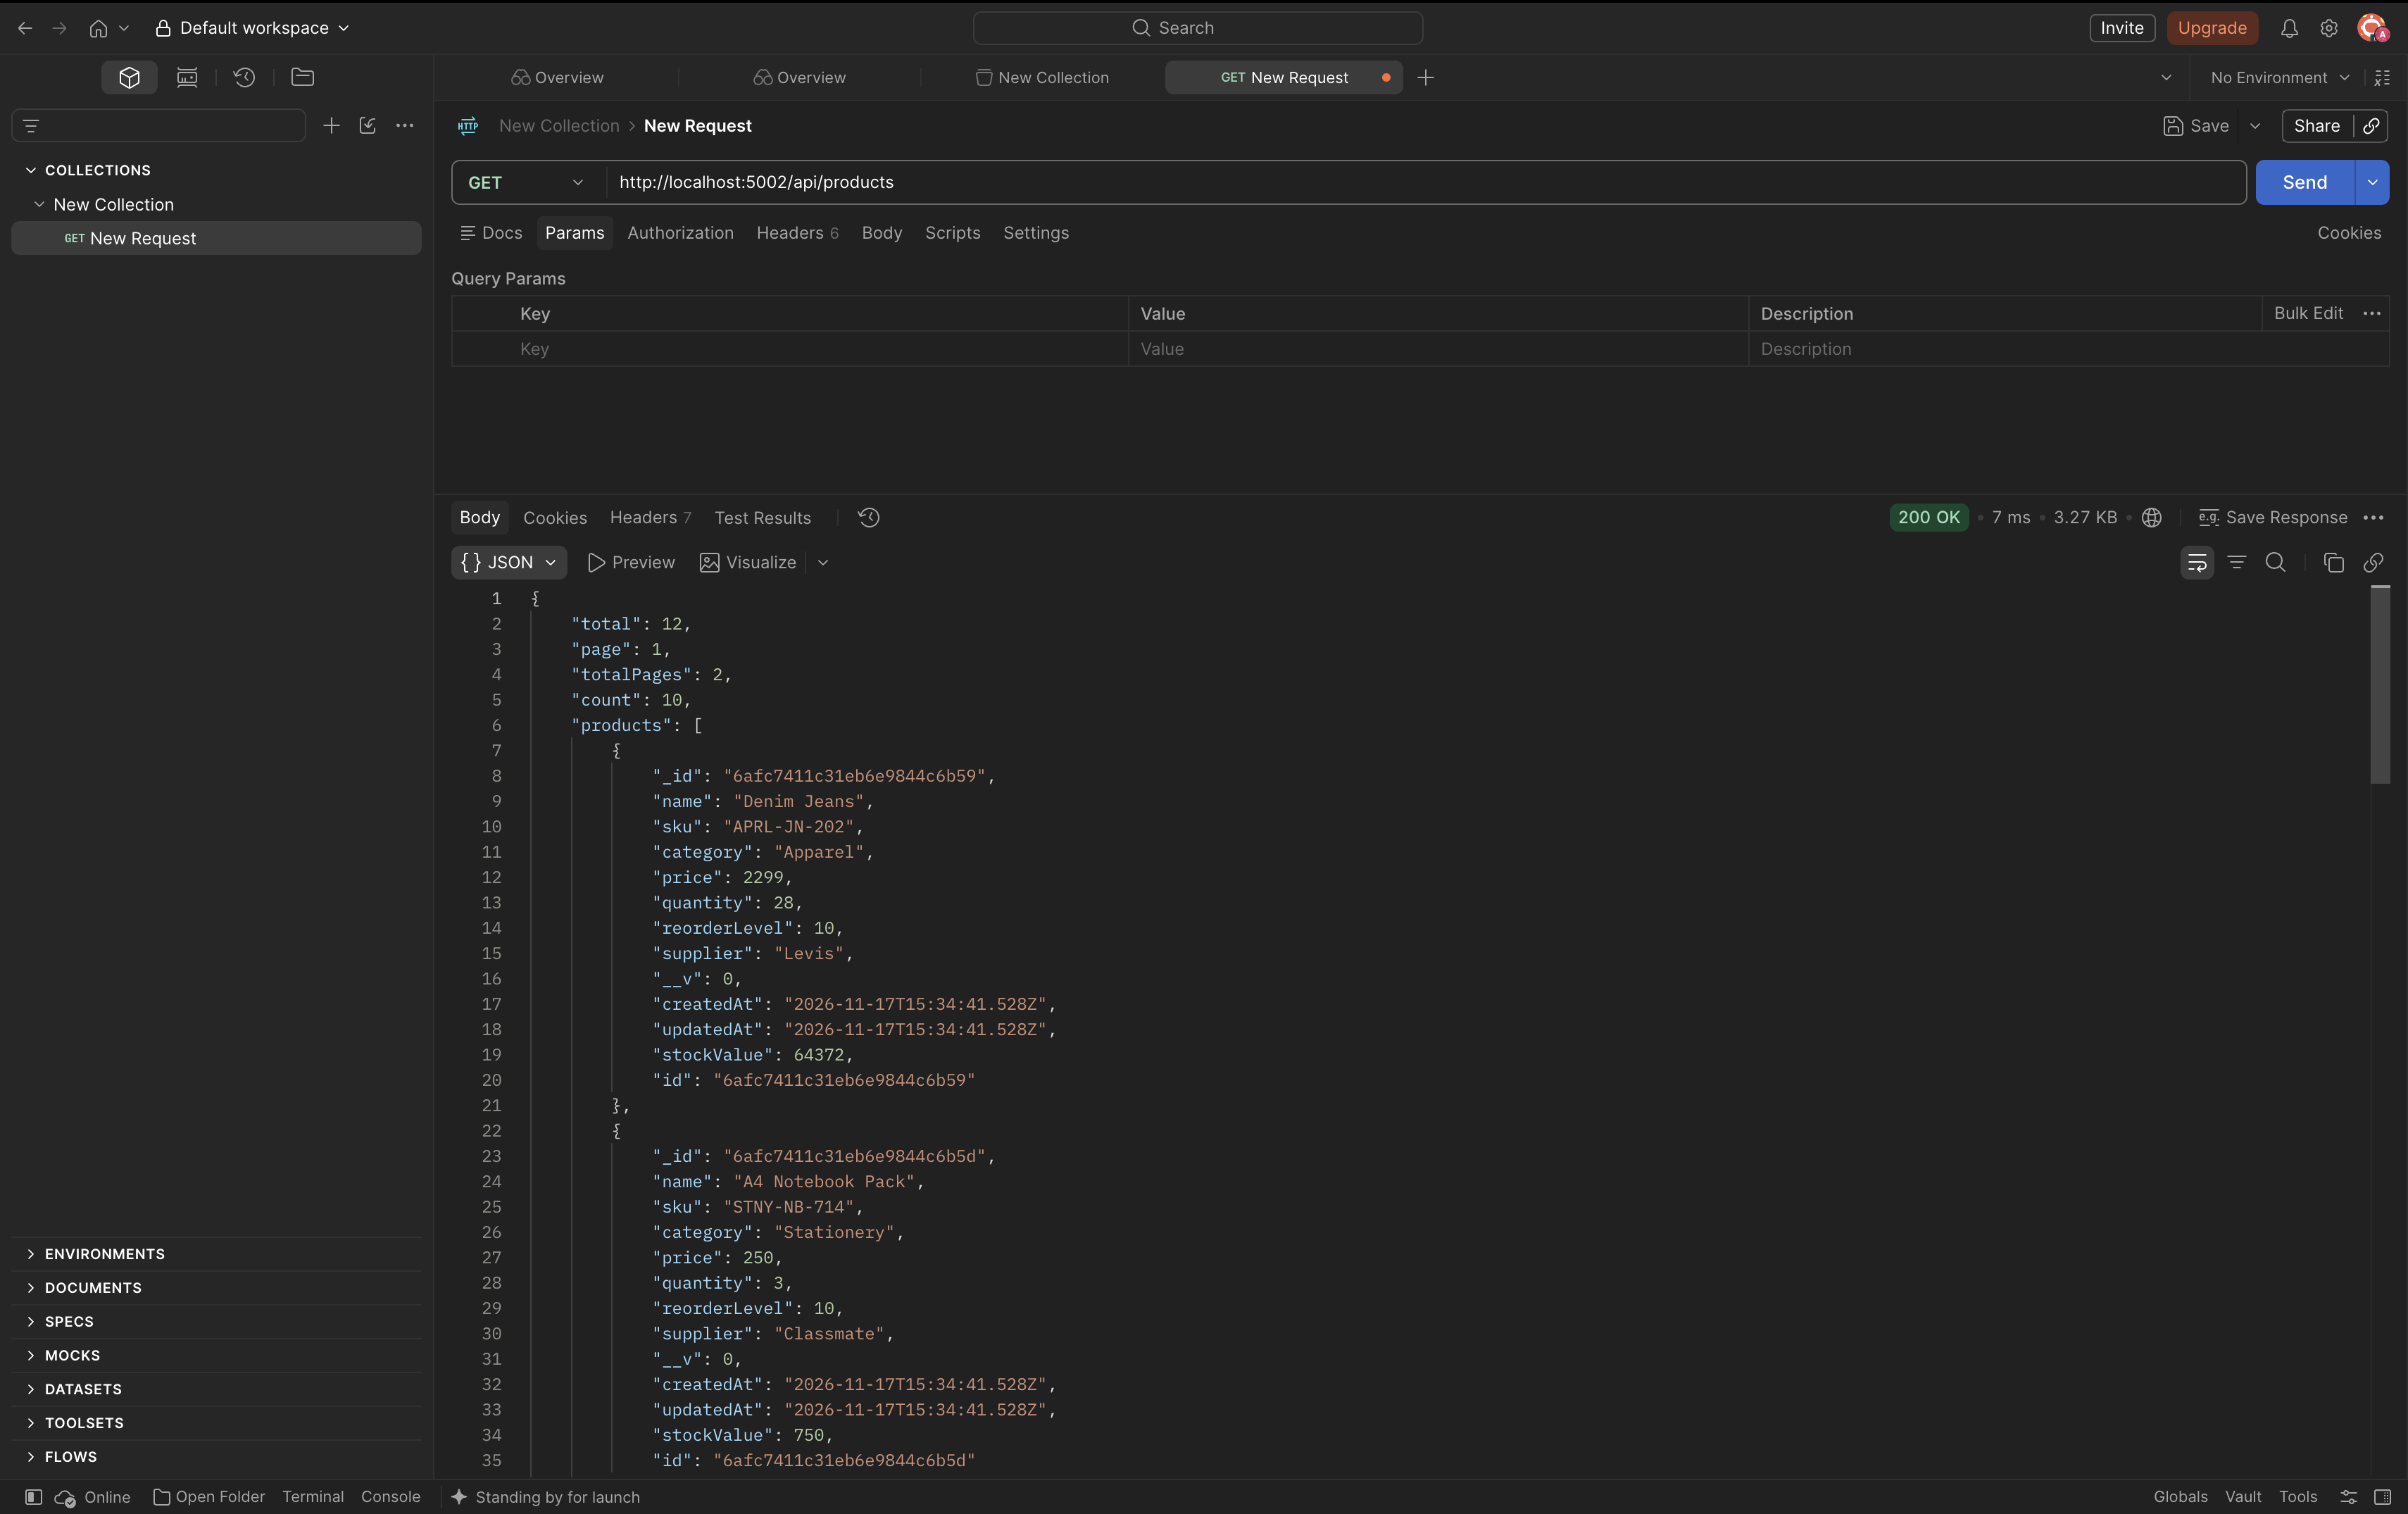 Default workspace
Search
Invite
Upgrade
A
Overview
Overview
New Collection
GET New Request
No Environment
COLLECTIONS
New Collection
GET New Request
ENVIRONMENTS
DOCUMENTS
SPECS
MOCKS
DATASETS
TOOLSETS
FLOWS
HTTP New Collection > New Request
Save
Share
GET http://localhost:5002/api/products
Send
Docs Params Authorization Headers 6 Body Scripts Settings
Cookies
Query Params
Key Value Description Bulk Edit
Key Value Description
Body Cookies Headers 7 Test Results
200 OK • 7 ms • 3.27 KB •
e.g. Save Response
{} JSON Preview Visualize
1 {
2 "total": 12,
3 "page": 1,
4 "totalPages": 2,
5 "count": 10,
6 "products": [
7 {
8 "_id": "6afc7411c31eb6e9844c6b59",
9 "name": "Denim Jeans",
10 "sku": "APRL-JN-202",
11 "category": "Apparel",
12 "price": 2299,
13 "quantity": 28,
14 "reorderLevel": 10,
15 "supplier": "Levis",
16 "__v": 0,
17 "createdAt": "2026-11-17T15:34:41.528Z",
18 "updatedAt": "2026-11-17T15:34:41.528Z",
19 "stockValue": 64372,
20 "id": "6afc7411c31eb6e9844c6b59"
21 },
22 {
23 "_id": "6afc7411c31eb6e9844c6b5d",
24 "name": "A4 Notebook Pack",
25 "sku": "STNY-NB-714",
26 "category": "Stationery",
27 "price": 250,
28 "quantity": 3,
29 "reorderLevel": 10,
30 "supplier": "Classmate",
31 "__v": 0,
32 "createdAt": "2026-11-17T15:34:41.528Z",
33 "updatedAt": "2026-11-17T15:34:41.528Z",
34 "stockValue": 750,
35 "id": "6afc7411c31eb6e9844c6b5d"
Online Open Folder Terminal Console Standing by for launch
Globals Vault Tools